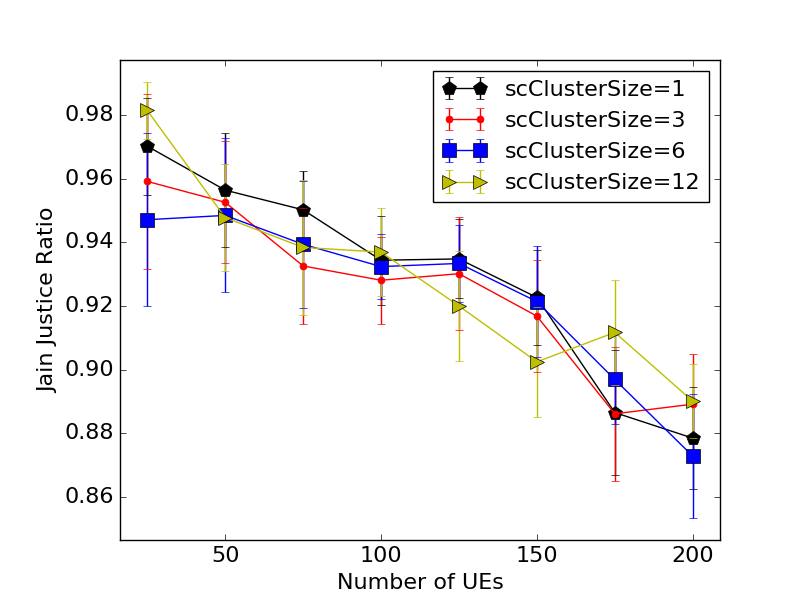 0.98
0.96
0.94
0.92
0.90
0.88
0.86
Jain Justice Ratio
scClusterSize=1
scClusterSize=3
scClusterSize=6
scClusterSize=12
50
100
150
200
Number of UEs